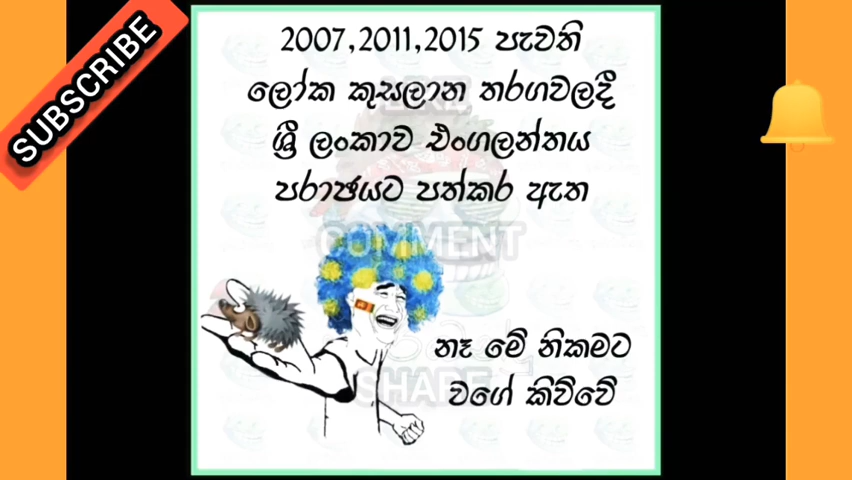 SUBSCRIBE
2007,2011,2015 පැවති
ලෝක කුසලාන තරගවලදී
ශ්‍රී ලංකාව එංගලන්තය
පරාජයට පත්කර ඇත
COMMENT
නෑ මේ නිකමට
වගේ කිව්වේ
SHARE